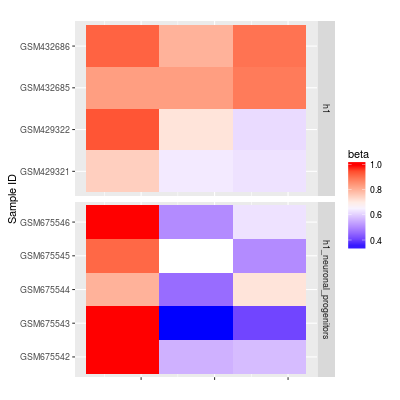 GSM432686
GSM432685
GSM429322
GSM429321
h1
GSM675546
GSM675545
GSM675544
GSM675543
GSM675542
h1_neuronal_progenitors
Sample ID
beta
1.0
0.8
0.6
0.4